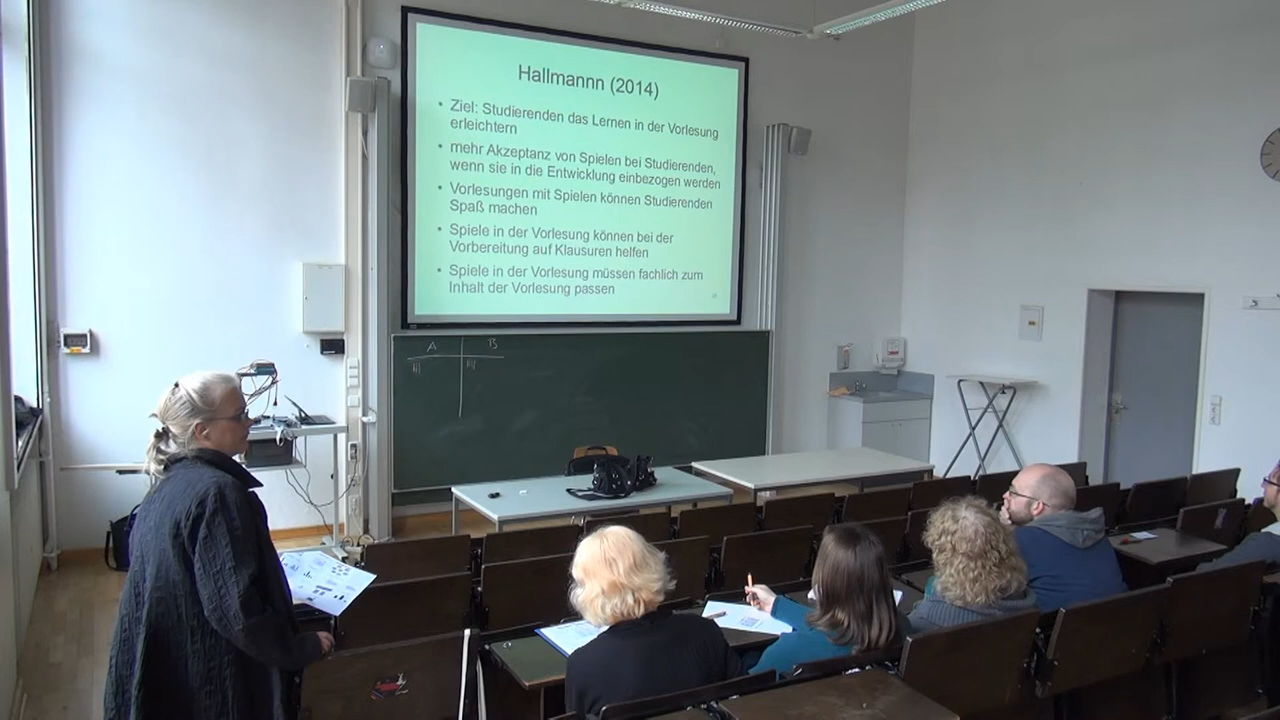 Hallmannn (2014)
• Ziel: Studierenden das Lernen in der Vorlesung
erleichtern
• mehr Akzeptanz von Spielen bei Studierenden,
wenn sie in die Entwicklung einbezogen werden
• Vorlesungen mit Spielen können Studierenden
Spaß machen
• Spiele in der Vorlesung können bei der
Vorbereitung auf Klausuren helfen
• Spiele in der Vorlesung müssen fachlich zum
Inhalt der Vorlesung passen
A B